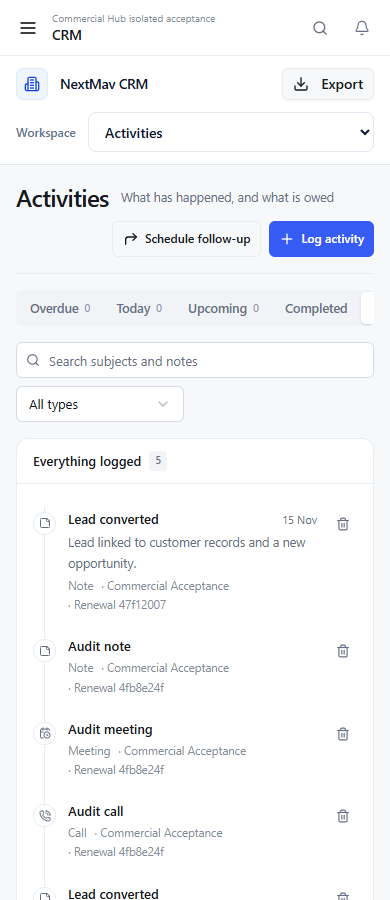 Commercial Hub isolated acceptance
CRM
NextMav CRM
Export
Workspace
Activities
Activities
What has happened, and what is owed
Schedule follow-up
Log activity
Overdue 0
Today 0
Upcoming 0
Completed
Search subjects and notes
All types
Everything logged 5
Lead converted
15 Nov
Lead linked to customer records and a new
opportunity.
Note · Commercial Acceptance
· Renewal 47f12007
Audit note
Note · Commercial Acceptance
· Renewal 4fb8e24f
Audit meeting
Meeting · Commercial Acceptance
· Renewal 4fb8e24f
Audit call
Call · Commercial Acceptance
· Renewal 4fb8e24f
Lead converted